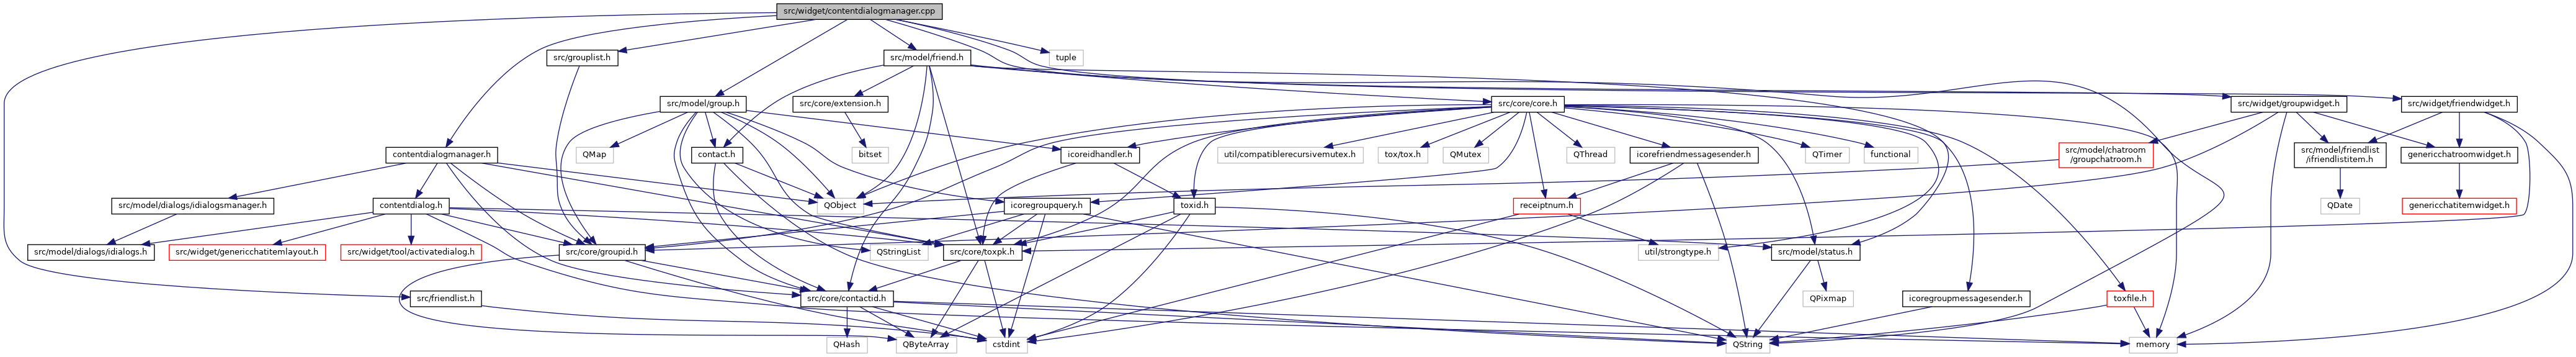 src/widget/contentdialogmanager.cpp
src/grouplist.h
src/model/friend.h
tuple
src/model/group.h
src/core/extension.h
src/core/core.h
src/widget/groupwidget.h
src/widget/friendwidget.h
contentdialogmanager.h
QMap
contact.h
bitset
icoreidhandler.h
util/compatiblerecursivemutex.h
tox/tox.h
QMutex
QThread
icorefriendmessagesender.h
QTimer
functional
src/model/chatroom
/groupchatroom.h
src/model/friendlist
/ifriendlistitem.h
genericchatroomwidget.h
src/model/dialogs/idialogsmanager.h
contentdialog.h
QObject
icoregroupquery.h
toxid.h
receiptnum.h
QDate
genericchatitemwidget.h
src/model/dialogs/idialogs.h
src/widget/genericchatitemlayout.h
src/widget/tool/activatedialog.h
src/core/groupid.h
QStringList
src/core/toxpk.h
util/strongtype.h
src/model/status.h
src/friendlist.h
src/core/contactid.h
QPixmap
icoregroupmessagesender.h
toxfile.h
QHash
QByteArray
cstdint
QString
memory